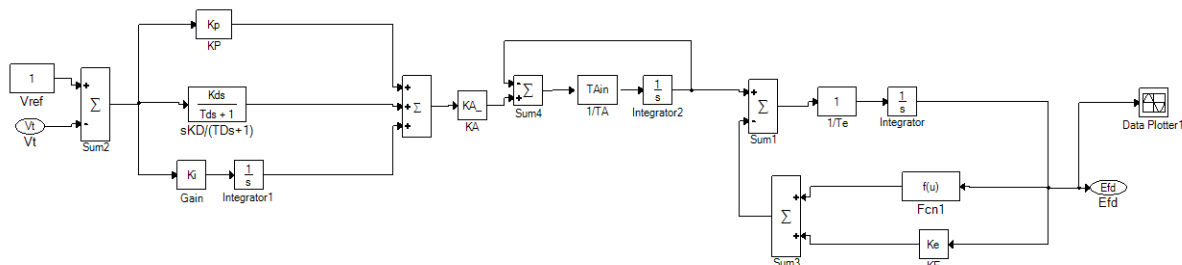 1
Vref
Vt
Vt
+
-
Σ
Sum2
Kp
KP
Kds
Tds + 1
sKD/(TDs+1)
Ki
Gain
1
s
Integrator1
+
+
+
Σ
KA_
KA
-
+
Σ
Sum4
TAin
1/TA
1
s
Integrator2
+
-
Σ
Sum1
1
1/Te
1
s
Integrator
Data Plotter1
f(u)
Fcn1
Efd
Efd
+
+
Σ
Sum3
Ke